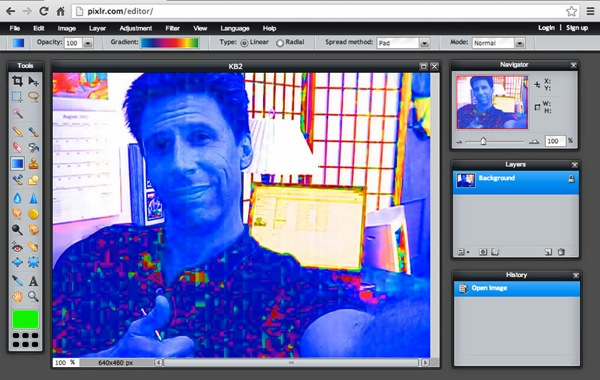 pixlr.com/editor/
File Edit Image Layer Adjustment Filter View Language Help Login | Sign up
Opacity: 100 Gradient: Type: Linear Radial Spread method: Pad Mode: Normal
Tools
KB2
August
100 % 640x480 px
Navigator
X:
Y:
W:
H:
100 %
Layers
Background
History
Open image